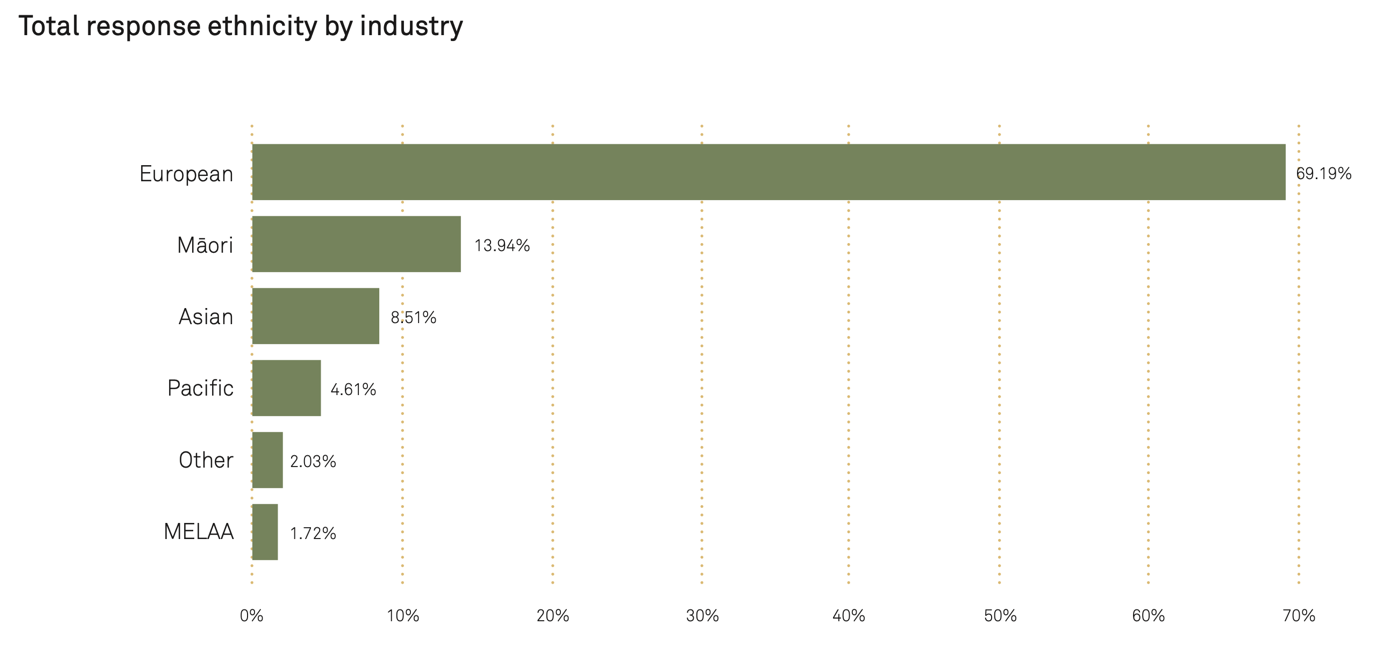 Total response ethnicity by industry
European 69.19%
Māori 13.94%
Asian 8.51%
Pacific 4.61%
Other 2.03%
MELAA 1.72%
0% 10% 20% 30% 40% 50% 60% 70%